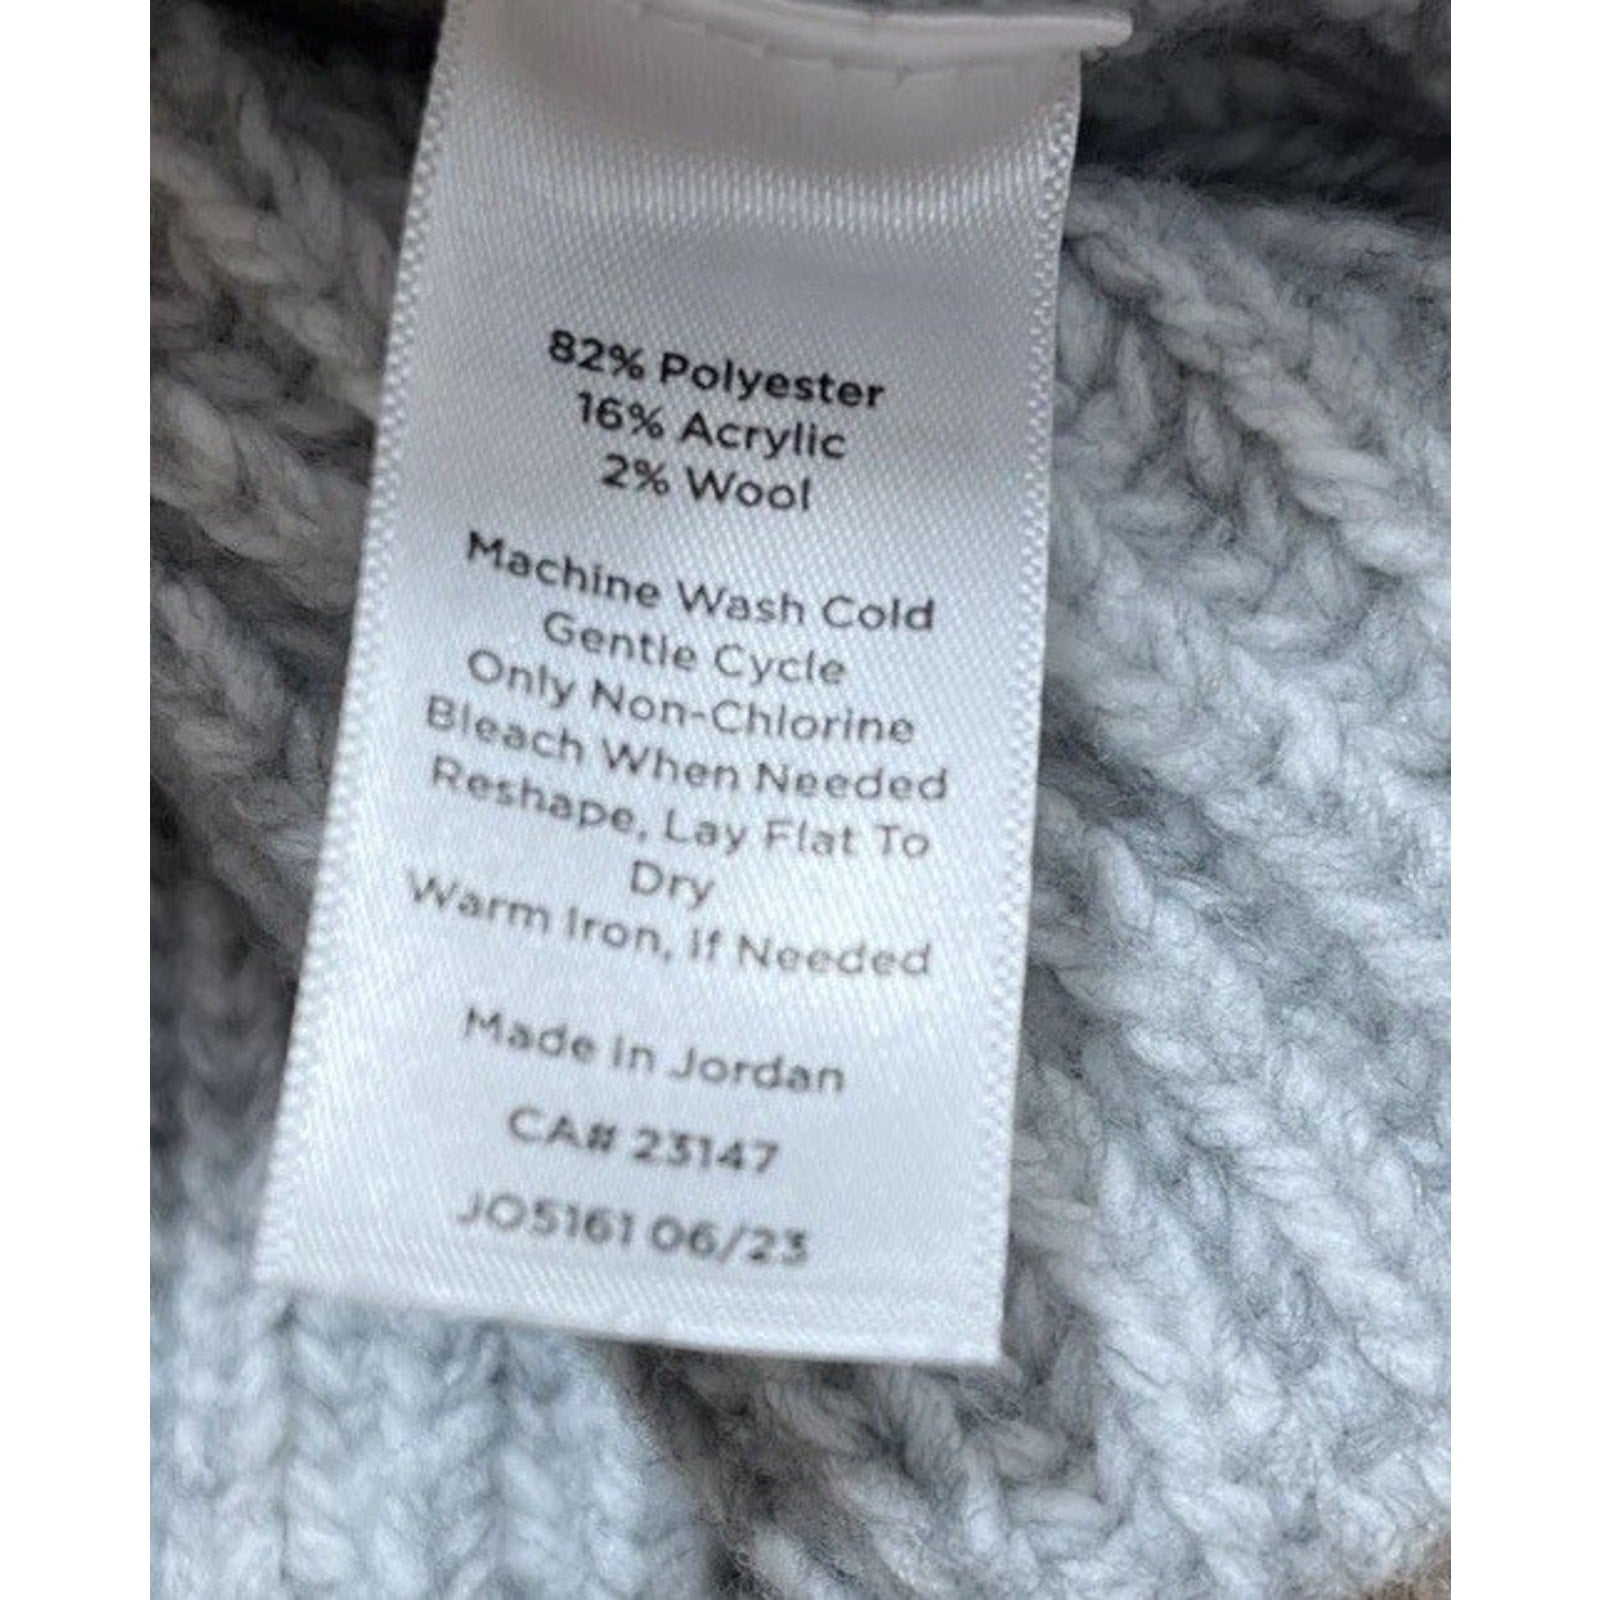 82% Polyester
16% Acrylic
2% Wool
Machine Wash Cold
Gentle Cycle
Only Non-Chlorine
Bleach When Needed
Reshape, Lay Flat To
Dry
Warm Iron, If Needed
Made In Jordan
CA# 23147
JO5161 06/23